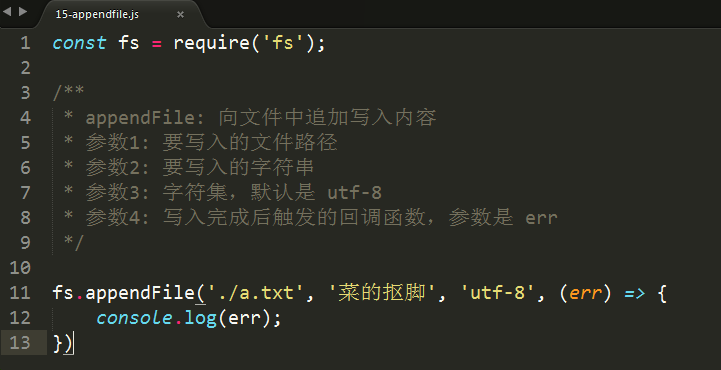 15-appendfile.js ×
1 const fs = require('fs');
2
3 /**
4  * appendFile: 向文件中追加写入内容
5  * 参数1: 要写入的文件路径
6  * 参数2: 要写入的字符串
7  * 参数3: 字符集，默认是 utf-8
8  * 参数4: 写入完成后触发的回调函数，参数是 err
9  */
10
11 fs.appendFile('./a.txt', '菜的抠脚', 'utf-8', (err) => {
12     console.log(err);
13 })